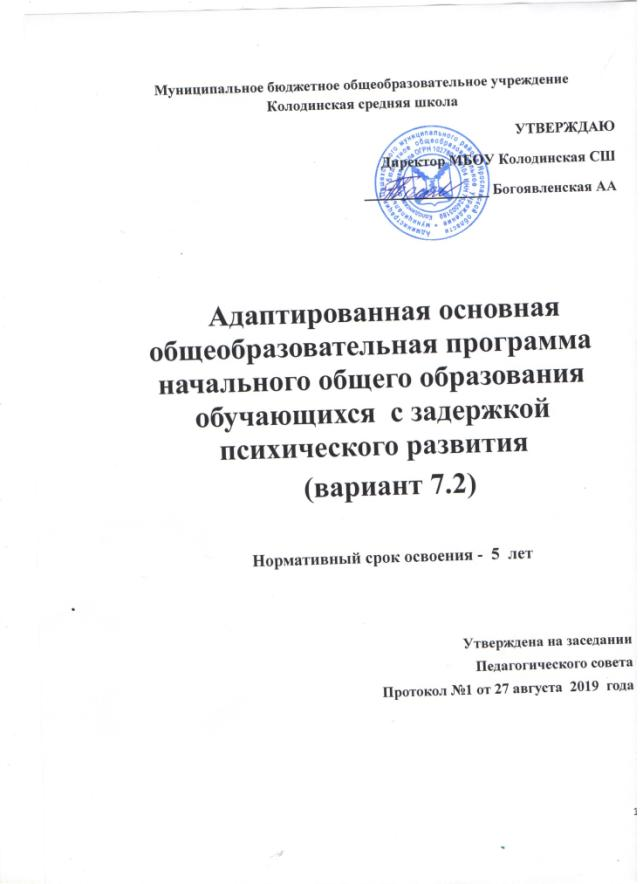 Муниципальное бюджетное общеобразовательное учреждение
Колодинская средняя школа
УТВЕРЖДАЮ
Директор МБОУ Колодинская СШ
Богоявленская АА
Адаптированная основная
общеобразовательная программа
начального общего образования
обучающихся с задержкой
психического развития
(вариант 7.2)
Нормативный срок освоения - 5 лет
Утверждена на заседании
Педагогического совета
Протокол №1 от 27 августа 2019 года
1